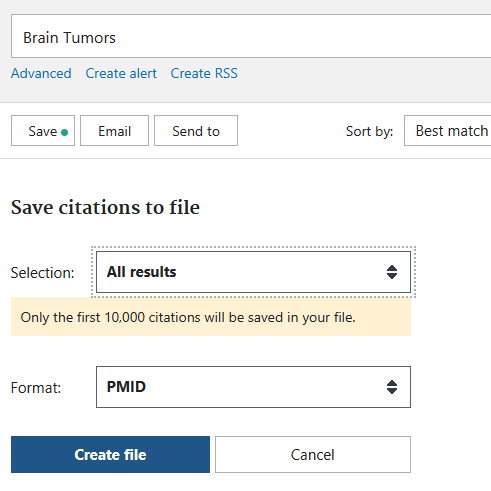 Brain Tumors
Advanced Create alert Create RSS
Save Email Send to Sort by: Best match
Save citations to file
Selection: All results
Only the first 10,000 citations will be saved in your file.
Format: PMID
Create file Cancel